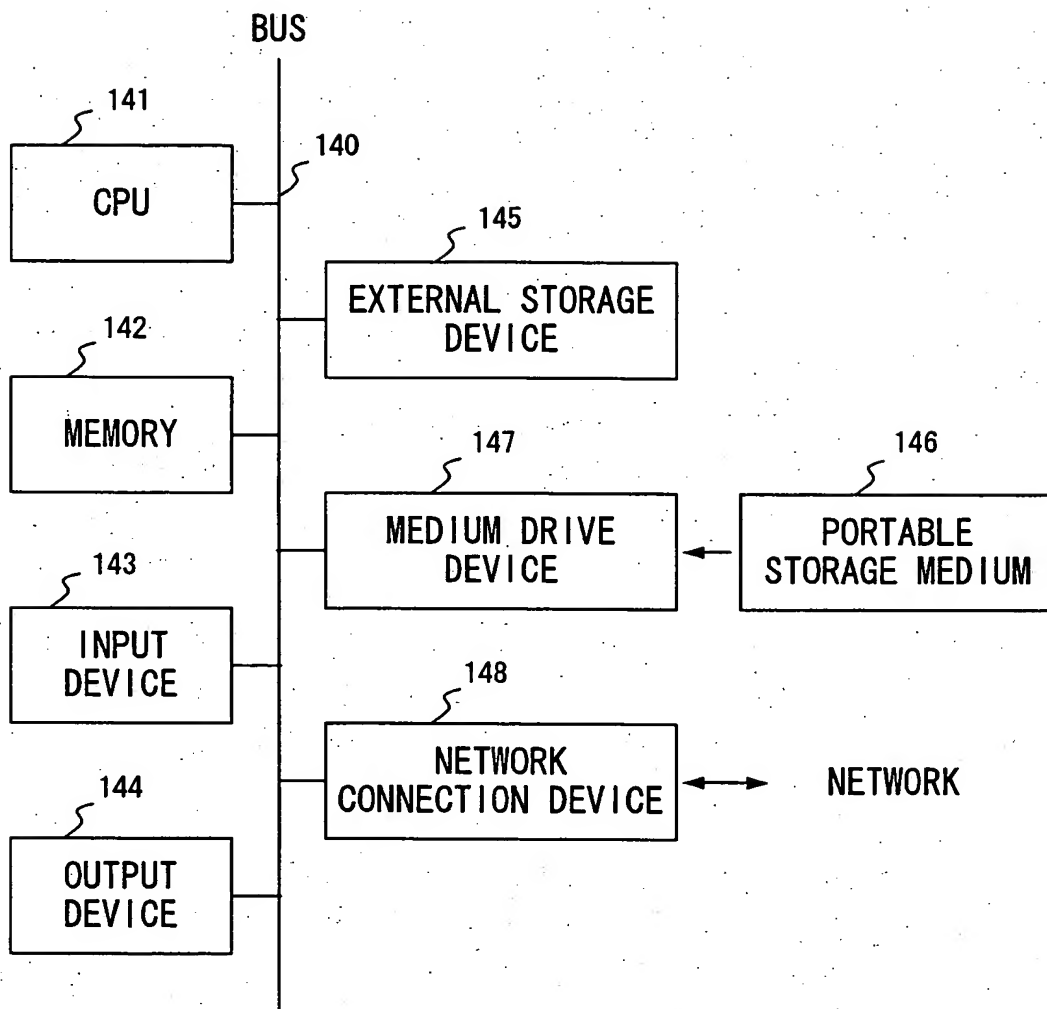 BUS
141
CPU
140
145
EXTERNAL STORAGE
DEVICE
142
MEMORY
147
MEDIUM DRIVE
DEVICE
146
PORTABLE
STORAGE MEDIUM
143
INPUT
DEVICE
148
NETWORK
CONNECTION DEVICE
NETWORK
144
OUTPUT
DEVICE